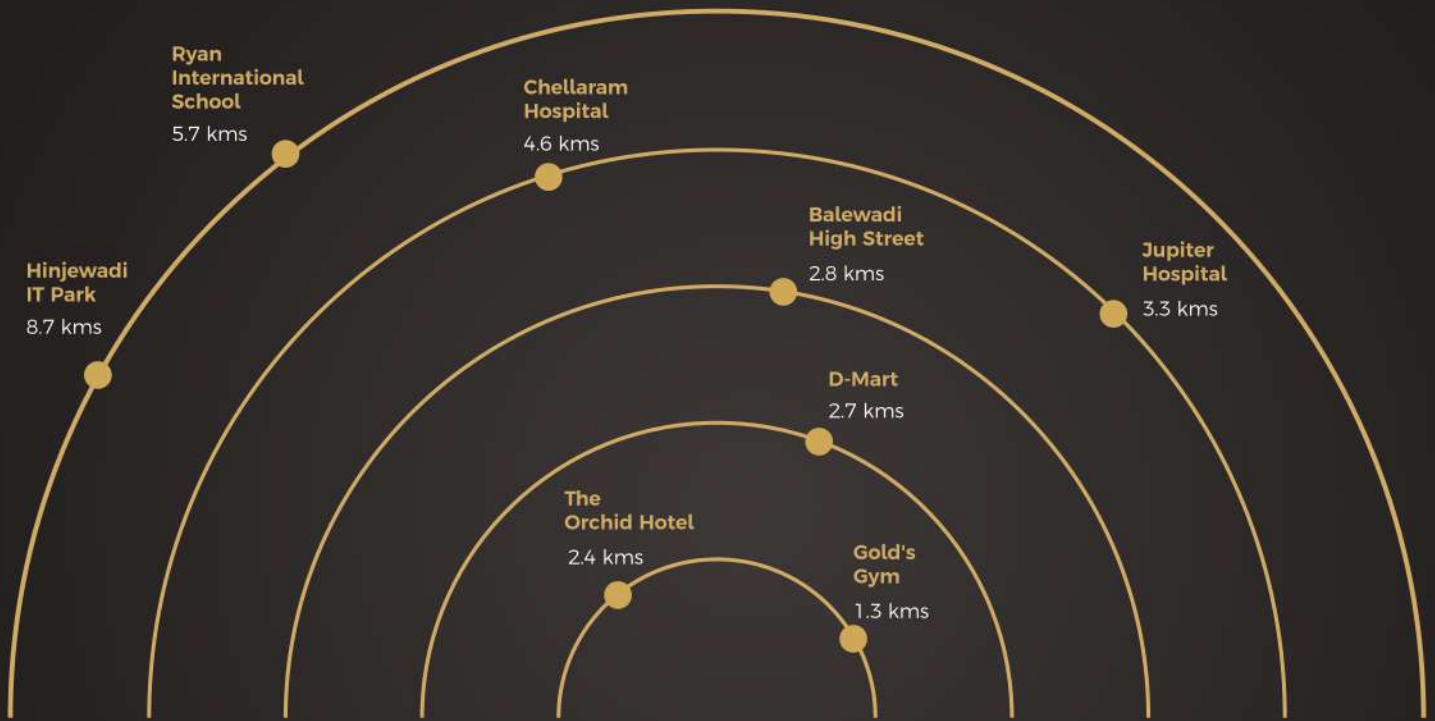 Ryan
International
School
5.7 kms
Chellaram
Hospital
4.6 kms
Balewadi
High Street
2.8 kms
Jupiter
Hospital
3.3 kms
Hinjewadi
IT Park
8.7 kms
D-Mart
2.7 kms
The
Orchid Hotel
2.4 kms
Gold's
Gym
1.3 kms